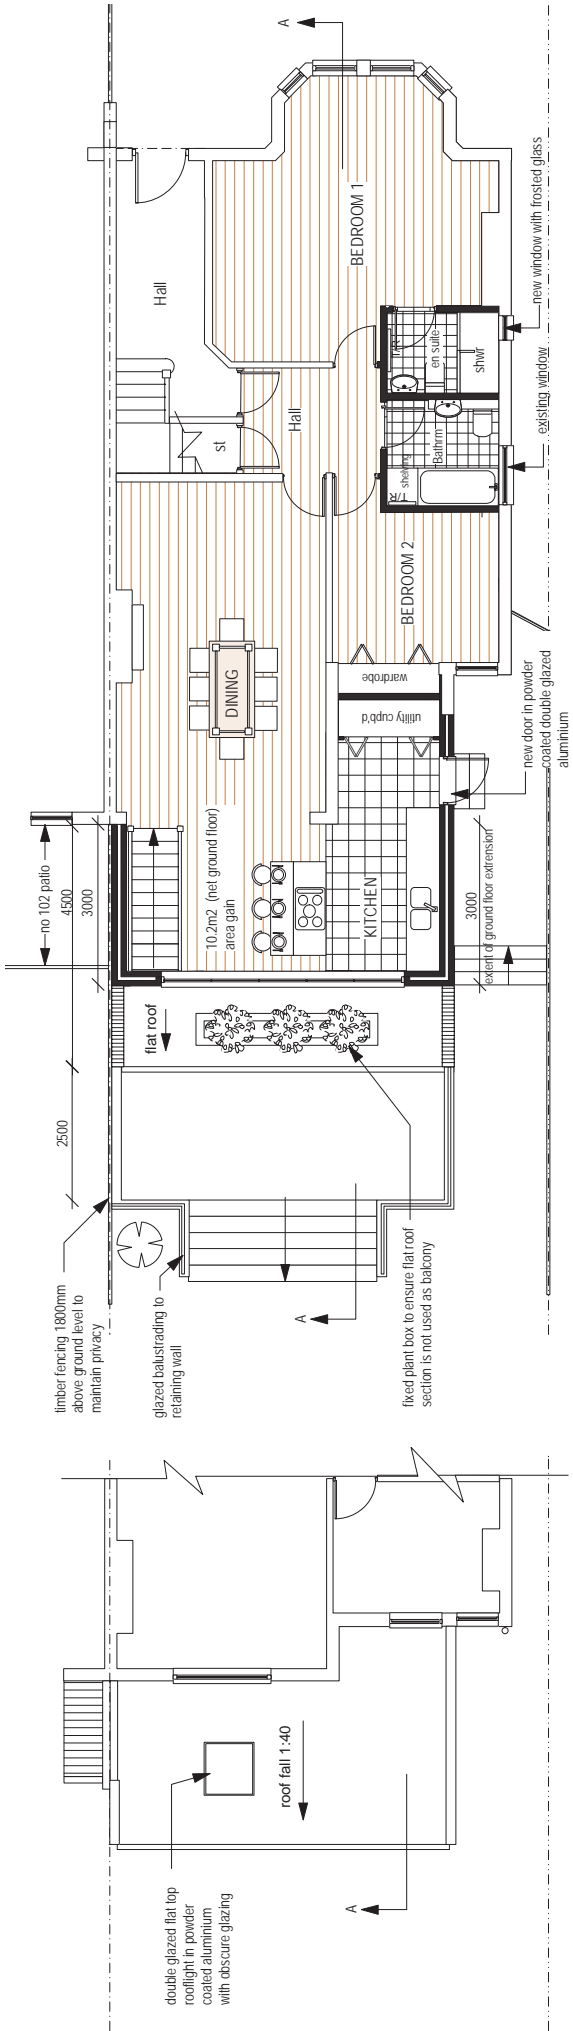 timber fencing 1800mm
above ground level to
maintain privacy
2500
4500
3000
no 102 patio
glazed balustrading to
retaining wall
flat roof
10.2m2 (net ground floor)
area gain
DINING
st
Hall
Hall
A
A
KITCHEN
utility cupb'd
wardrobe
BEDROOM 2
BEDROOM 1
T/R
shelving
Bathrm
T/R
en suite
shwr
fixed plant box to ensure flat roof
section is not used as balcony
3000
extent of ground floor extrension
new door in powder
coated double glazed
aluminium
existing window
new window with frosted glass
double glazed flat top
rooflight in powder
coated aluminium
with obscure glazing
roof fall 1:40
A